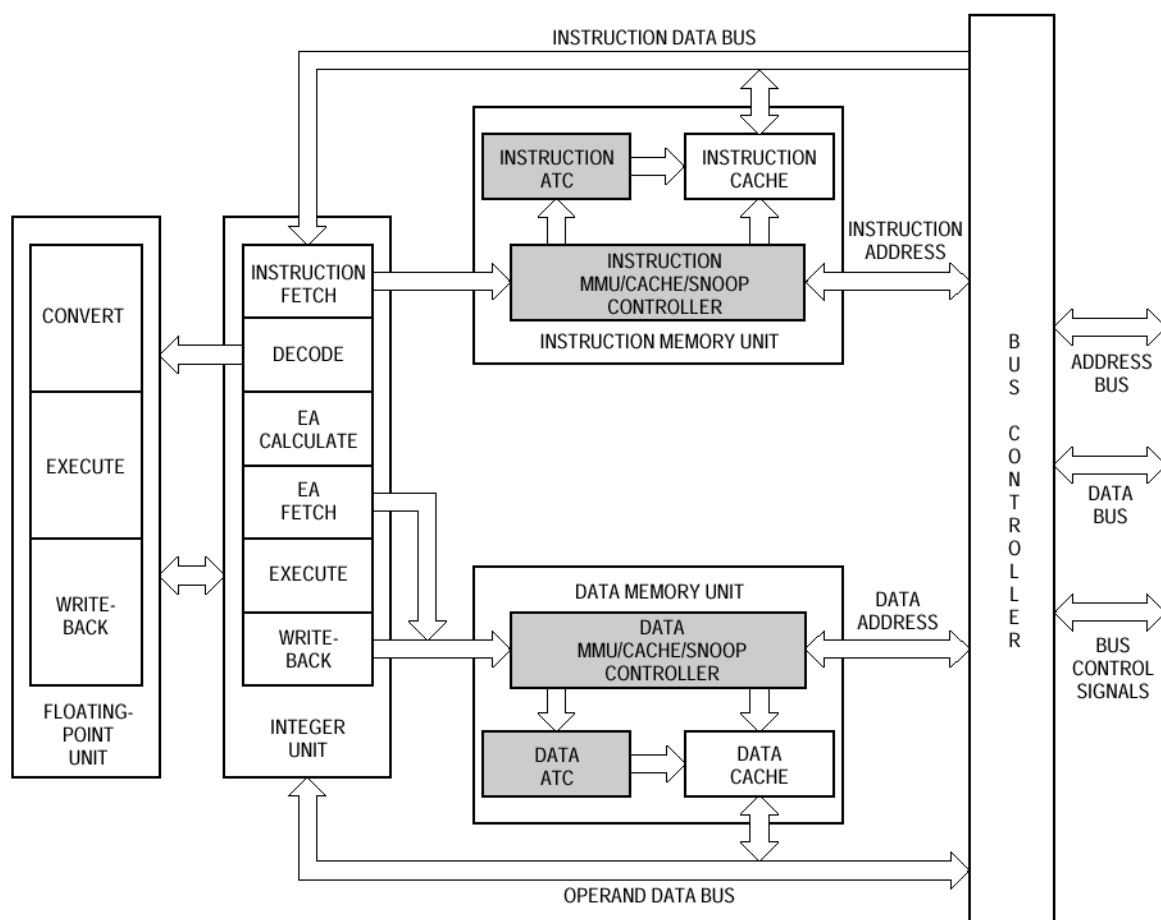 INSTRUCTION DATA BUS
INSTRUCTION
ATC
INSTRUCTION
CACHE
INSTRUCTION
ADDRESS
INSTRUCTION
MMU/CACHE/SNOOP
CONTROLLER
INSTRUCTION MEMORY UNIT
CONVERT
EXECUTE
WRITE-
BACK
FLOATING-
POINT
UNIT
INSTRUCTION
FETCH
DECODE
EA
CALCULATE
EA
FETCH
EXECUTE
WRITE-
BACK
INTEGER
UNIT
DATA MEMORY UNIT
DATA
MMU/CACHE/SNOOP
CONTROLLER
DATA
ADDRESS
DATA
ATC
DATA
CACHE
OPERAND DATA BUS
BUS CONTROLLER
ADDRESS
BUS
DATA
BUS
BUS
CONTROL
SIGNALS